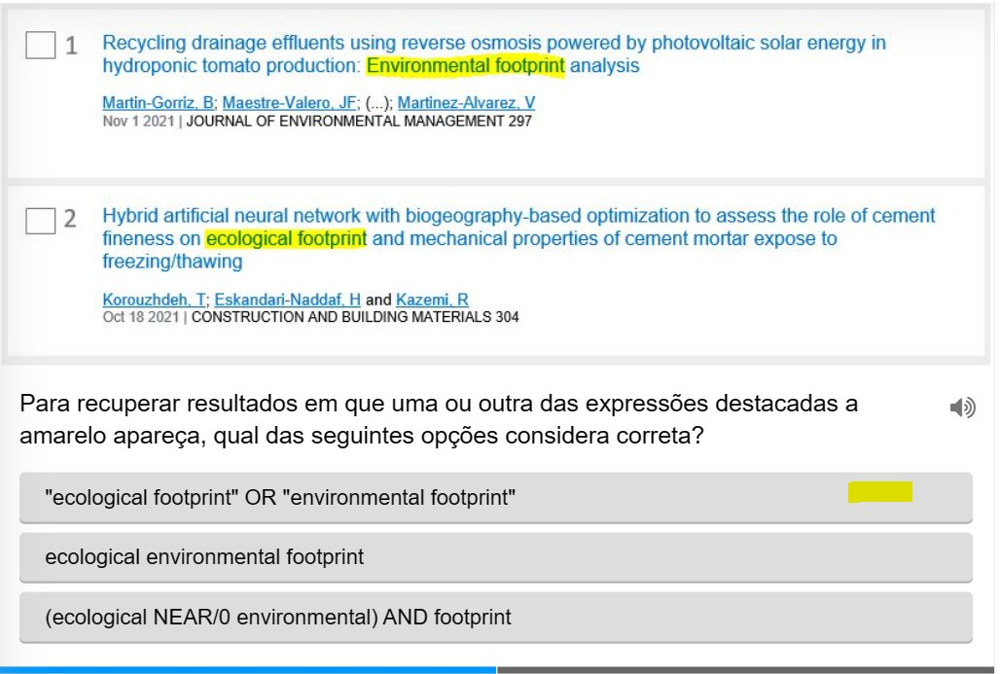 1 Recycling drainage effluents using reverse osmosis powered by photovoltaic solar energy in
hydroponic tomato production: Environmental footprint analysis
Martin-Gorriz, B; Maestre-Valero, JF; (...); Martinez-Alvarez, V
Nov 1 2021 | JOURNAL OF ENVIRONMENTAL MANAGEMENT 297
2 Hybrid artificial neural network with biogeography-based optimization to assess the role of cement
fineness on ecological footprint and mechanical properties of cement mortar expose to
freezing/thawing
Korouzhdeh, T; Eskandari-Naddaf, H and Kazemi, R
Oct 18 2021 | CONSTRUCTION AND BUILDING MATERIALS 304
Para recuperar resultados em que uma ou outra das expressões destacadas a
amarelo apareça, qual das seguintes opções considera correta?
"ecological footprint" OR "environmental footprint"
ecological environmental footprint
(ecological NEAR/0 environmental) AND footprint